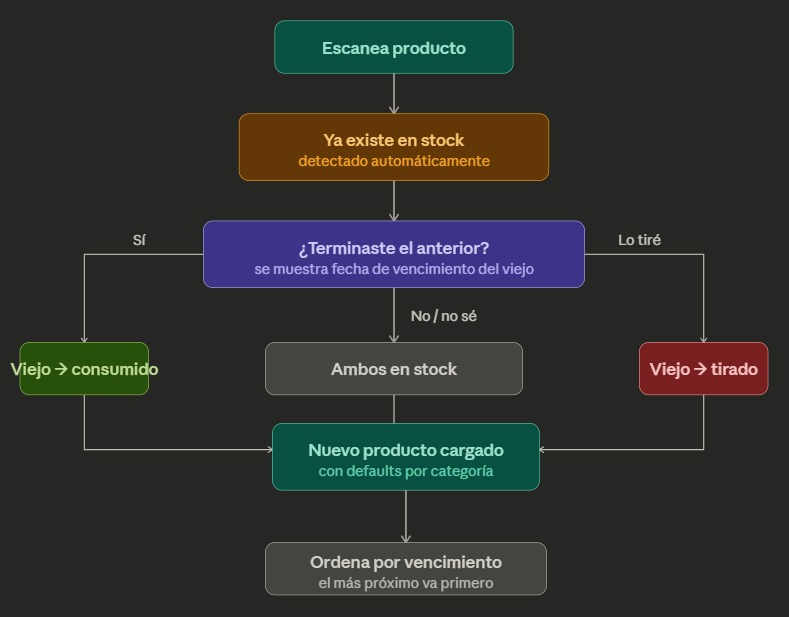 Escanea producto
Ya existe en stock
detectado automáticamente
¿Terminaste el anterior?
se muestra fecha de vencimiento del viejo
Sí
Lo tiré
No / no sé
Viejo → consumido
Ambos en stock
Viejo → tirado
Nuevo producto cargado
con defaults por categoría
Ordena por vencimiento
el más próximo va primero